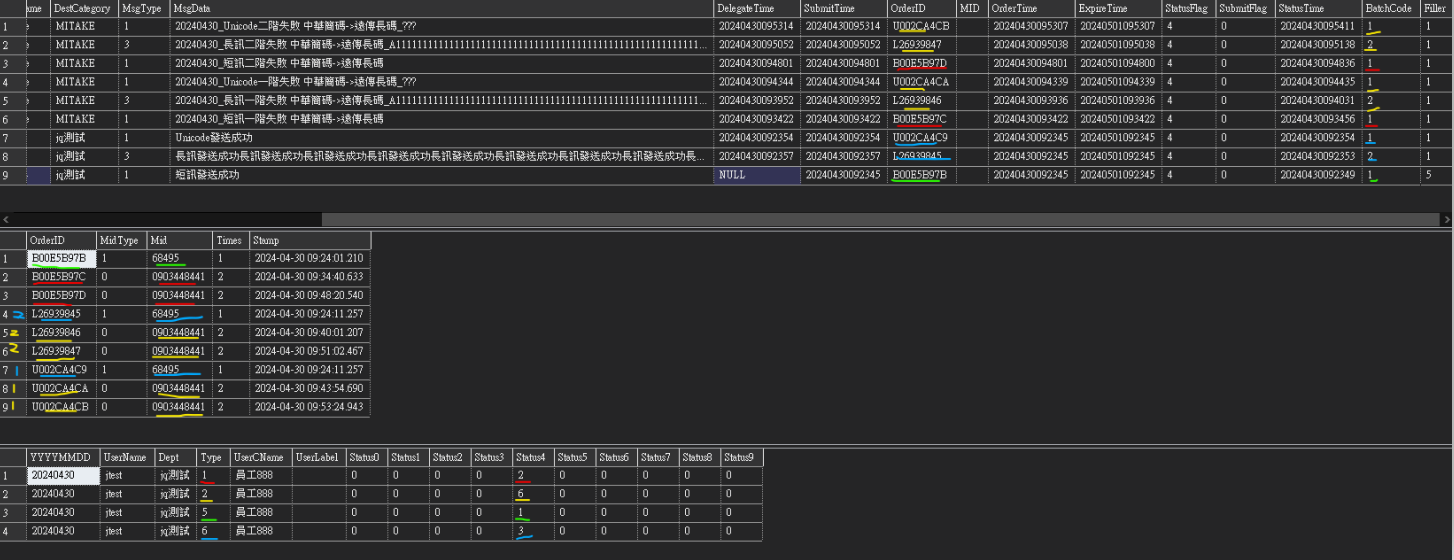 ame DestCategory MsgType MsgData DelegateTime SubmitTime OrderID MID OrderTime ExpireTime StatusFlag SubmitFlag StatusTime BatchCode Filler
1 MITAKE 1 20240430_Unicode二階失敗 中華簡碼->遠傳長碼_??? 20240430095314 20240430095314 U002CA4CB 20240430095307 20240501095307 4 0 20240430095411 1 1
2 MITAKE 3 20240430_長訊二階失敗 中華簡碼->遠傳長碼_A1111111111111111111111111111111111111111111111111... 20240430095052 20240430095052 L26939847 20240430095038 20240501095038 4 0 20240430095138 2 1
3 MITAKE 1 20240430_短訊二階失敗 中華簡碼->遠傳長碼 20240430094801 20240430094801 B00E5B97D 20240430094801 20240501094800 4 0 20240430094836 1 1
4 MITAKE 1 20240430_Unicode一階失敗 中華簡碼->遠傳長碼_??? 20240430094344 20240430094344 U002CA4CA 20240430094339 20240501094339 4 0 20240430094435 1 1
5 MITAKE 3 20240430_長訊一階失敗 中華簡碼->遠傳長碼_A1111111111111111111111111111111111111111111111111... 20240430093952 20240430093952 L26939846 20240430093936 20240501093936 4 0 20240430094031 2 1
6 MITAKE 1 20240430_短訊一階失敗 中華簡碼->遠傳長碼 20240430093422 20240430093422 B00E5B97C 20240430093422 20240501093422 4 0 20240430093456 1 1
7 jq測試 1 Unicode發送成功 20240430092354 20240430092354 U002CA4C9 20240430092345 20240501092345 4 0 20240430092354 1 1
8 jq測試 3 長訊發送成功長訊發送成功長訊發送成功長訊發送成功長訊發送成功長訊發送成功長訊發送成功長... 20240430092357 20240430092357 L26939845 20240430092345 20240501092345 4 0 20240430092353 2 1
9 jq測試 1 短訊發送成功 NULL 20240430092345 B00E5B97B 20240430092345 20240501092345 4 0 20240430092349 1 5
OrderID MidType Mid Times Stamp
1 B00E5B97B 1 68495 1 2024-04-30 09:24:01.210
2 B00E5B97C 0 0903448441 2 2024-04-30 09:34:40.633
3 B00E5B97D 0 0903448441 2 2024-04-30 09:48:20.540
4 2 L26939845 1 68495 1 2024-04-30 09:24:11.257
5 2 L26939846 0 0903448441 2 2024-04-30 09:40:01.207
6 2 L26939847 0 0903448441 2 2024-04-30 09:51:02.467
7 1 U002CA4C9 1 68495 1 2024-04-30 09:24:11.257
8 1 U002CA4CA 0 0903448441 2 2024-04-30 09:43:54.690
9 1 U002CA4CB 0 0903448441 2 2024-04-30 09:53:24.943
YYYYMMDD UserName Dept Type UserCName UserLabel Status0 Status1 Status2 Status3 Status4 Status5 Status6 Status7 Status8 Status9
1 20240430 jtest jq測試 1 員工888 0 0 0 0 2 0 0 0 0 0
2 20240430 jtest jq測試 2 員工888 0 0 0 0 6 0 0 0 0 0
3 20240430 jtest jq測試 5 員工888 0 0 0 0 1 0 0 0 0 0
4 20240430 jtest jq測試 6 員工888 0 0 0 0 3 0 0 0 0 0